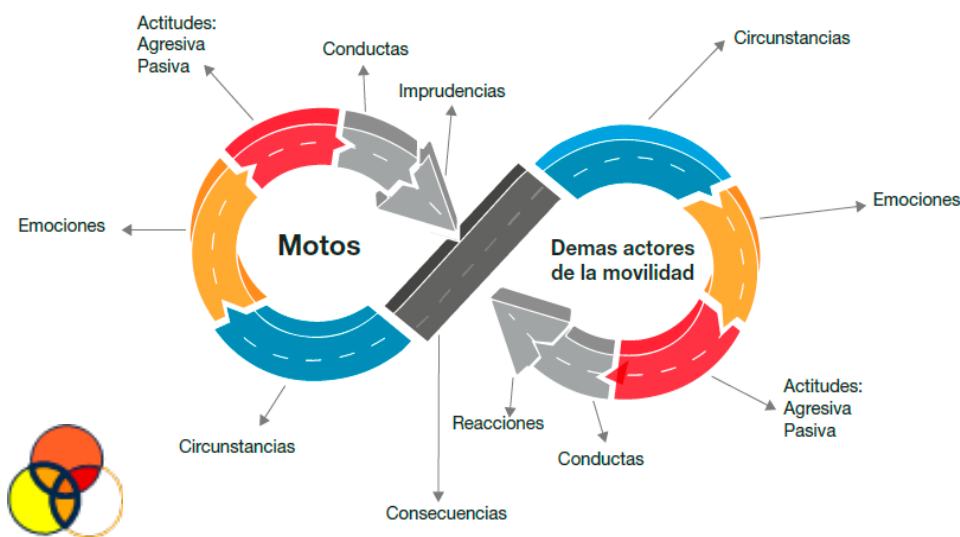 Actitudes:
Agresiva
Pasiva
Conductas
Imprudencias
Circunstancias
Emociones
Motos
Demas actores
de la movilidad
Emociones
Circunstancias
Reacciones
Conductas
Actitudes:
Agresiva
Pasiva
Consecuencias